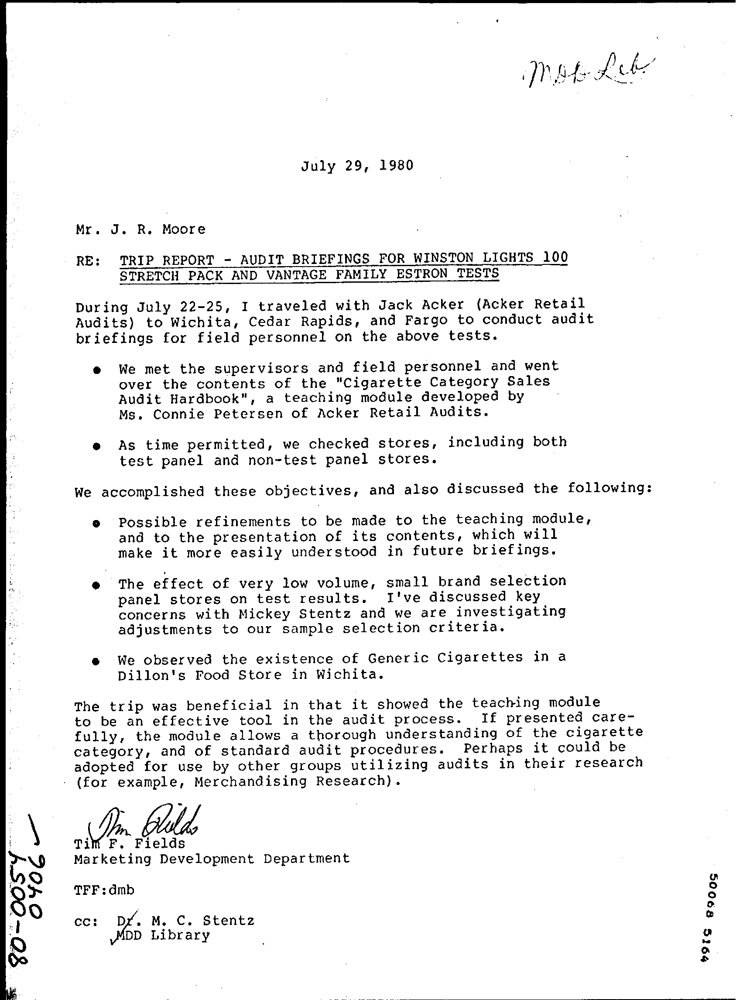 MDD Lib.
July 29, 1980
Mr. J. R. Moore
RE: TRIP REPORT - AUDIT BRIEFINGS FOR WINSTON LIGHTS 100
STRETCH PACK AND VANTAGE FAMILY ESTRON TESTS
During July 22-25, I traveled with Jack Acker (Acker Retail
Audits) to Wichita, Cedar Rapids, and Fargo to conduct audit
briefings for field personnel on the above tests.
● We met the supervisors and field personnel and went
over the contents of the "Cigarette Category Sales
Audit Hardbook", a teaching module developed by
Ms. Connie Petersen of Acker Retail Audits.
● As time permitted, we checked stores, including both
test panel and non-test panel stores.
We accomplished these objectives, and also discussed the following:
● Possible refinements to be made to the teaching module,
and to the presentation of its contents, which will
make it more easily understood in future briefings.
● The effect of very low volume, small brand selection
panel stores on test results. I've discussed key
concerns with Mickey Stentz and we are investigating
adjustments to our sample selection criteria.
● We observed the existence of Generic Cigarettes in a
Dillon's Food Store in Wichita.
The trip was beneficial in that it showed the teaching module
to be an effective tool in the audit process. If presented care-
fully, the module allows a thorough understanding of the cigarette
category, and of standard audit procedures. Perhaps it could be
adopted for use by other groups utilizing audits in their research
(for example, Merchandising Research).
Tim Fields
Tim F. Fields
Marketing Development Department
TFF:dmb
cc: Dr. M. C. Stentz
MDD Library
50068 5164